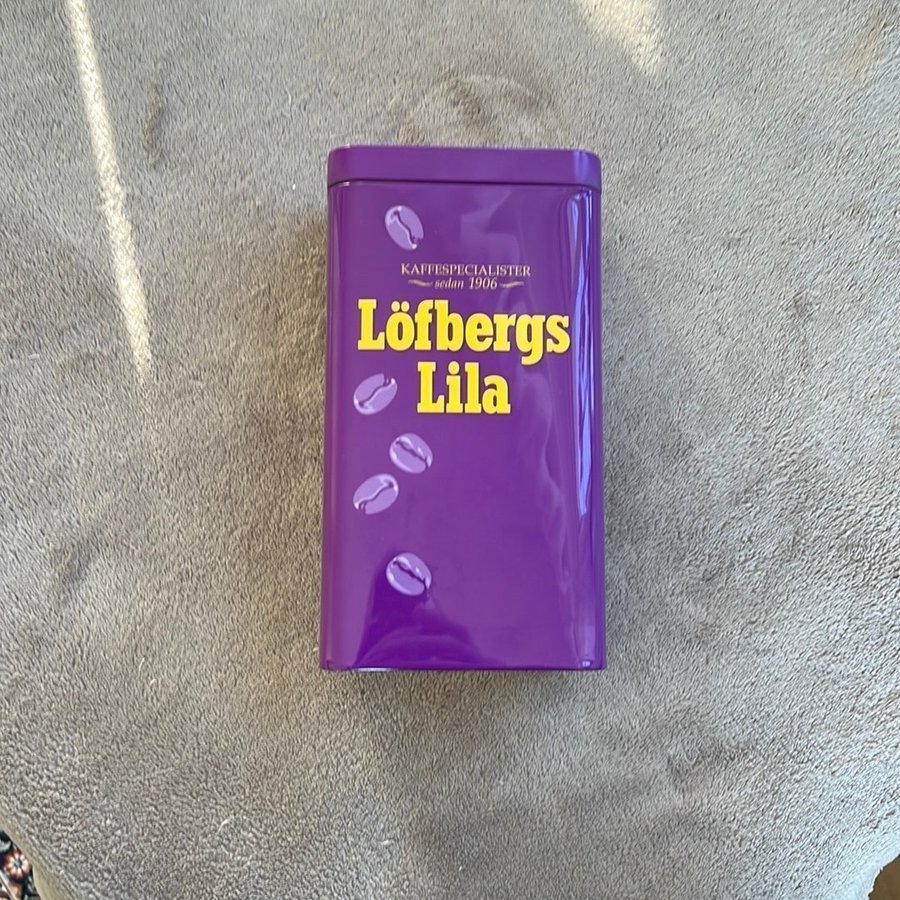 KAFFESPECIALISTER
sedan 1906
Löfbergs
Lila